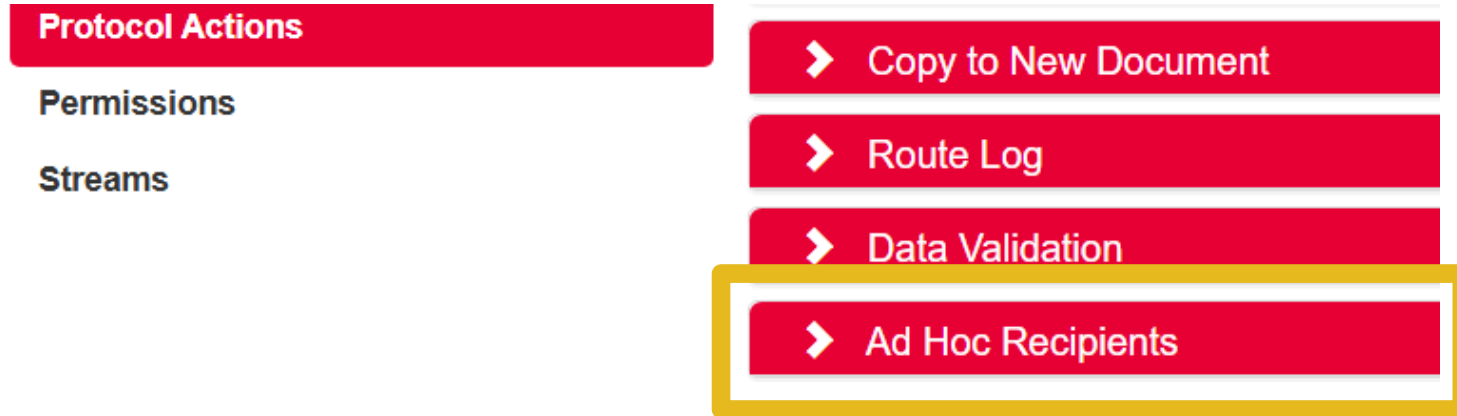 Protocol Actions
Permissions
Streams
Copy to New Document
Route Log
Data Validation
Ad Hoc Recipients